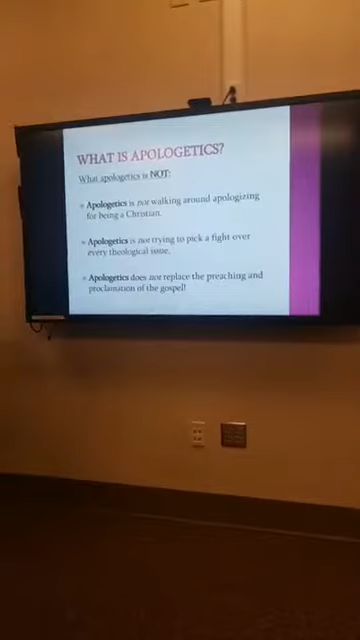 WHAT IS APOLOGETICS?
What apologetics is NOT:
Apologetics is not walking around apologizing
for being a Christian.
Apologetics is not trying to pick a fight over
every theological issue.
Apologetics does not replace the preaching and
proclamation of the gospel!